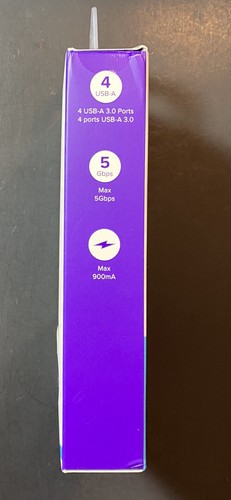 4
USB-A
4 USB-A 3.0 Ports
4 ports USB-A 3.0
5
Gbps
Max
5Gbps
Max
900mA